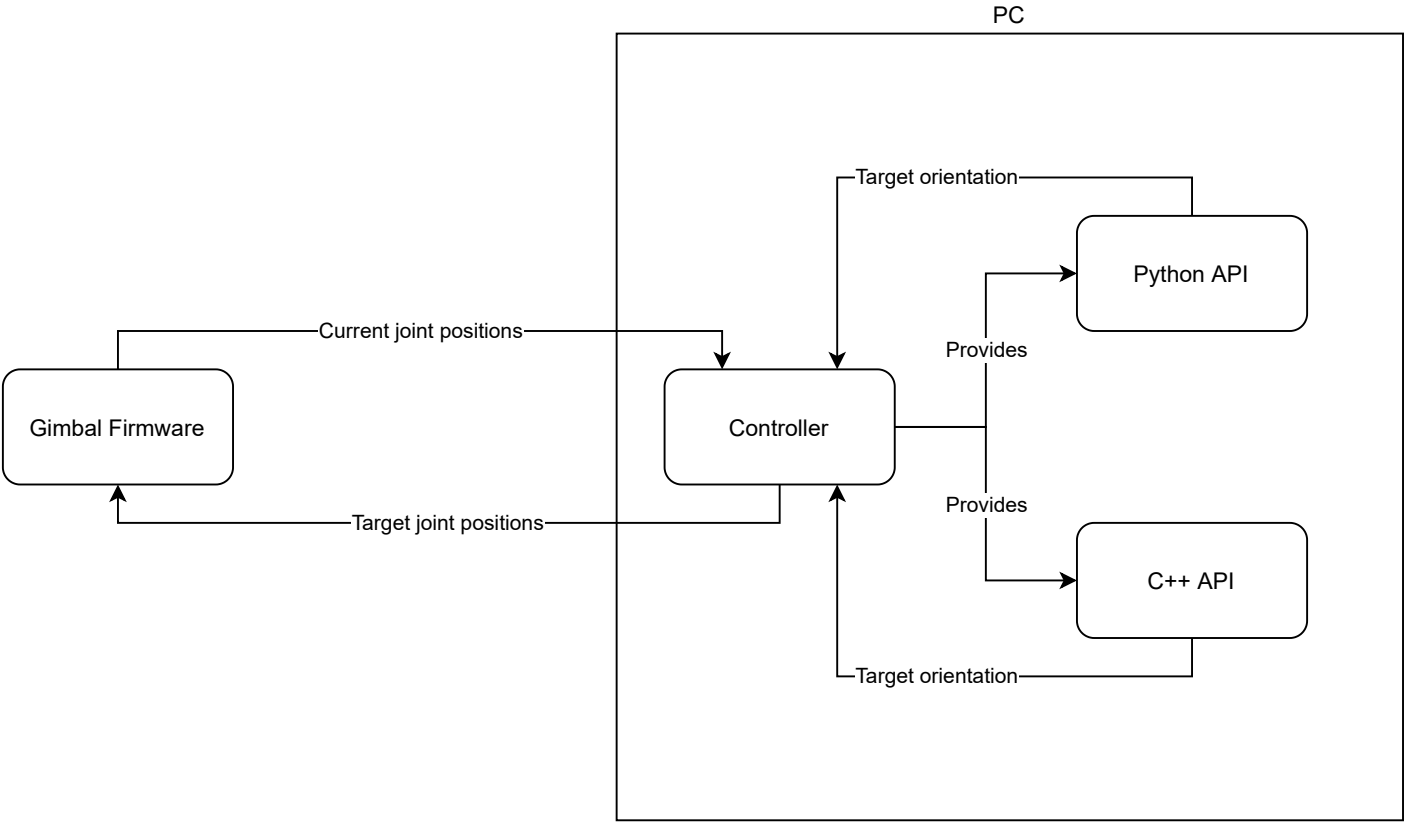 PC
Target orientation
Python API
Current joint positions
Provides
Gimbal Firmware
Controller
Provides
Target joint positions
C++ API
Target orientation